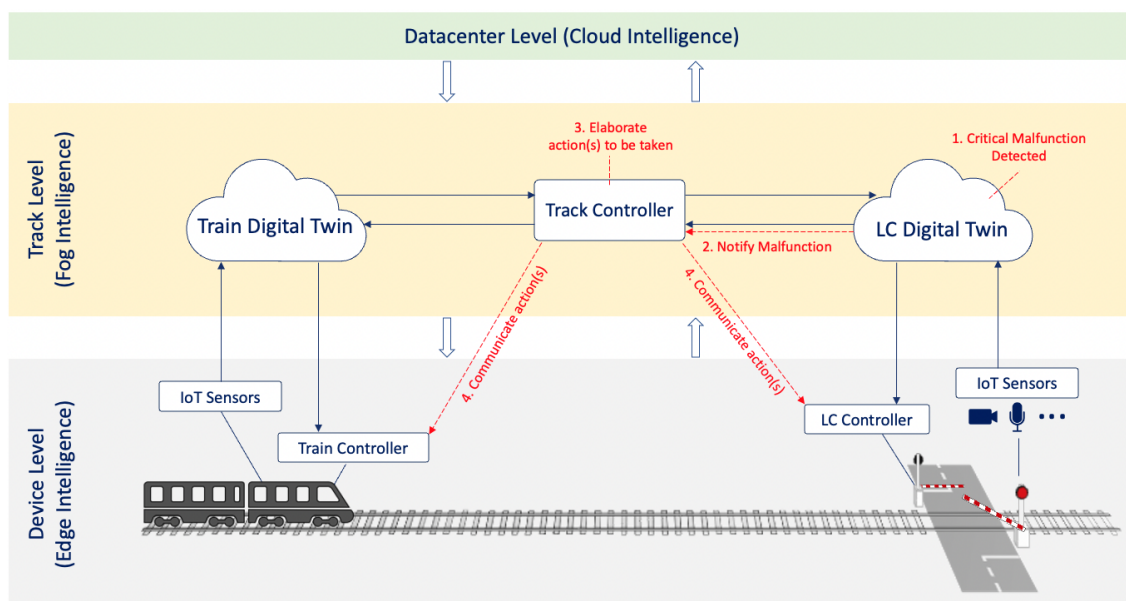 Datacenter Level (Cloud Intelligence)
Track Level
(Fog Intelligence)
3. Elaborate
action(s) to be taken
1. Critical Malfunction
Detected
Train Digital Twin
Track Controller
LC Digital Twin
2. Notify Malfunction
4. Communicate action(s)
4. Communicate action(s)
Device Level
(Edge Intelligence)
IoT Sensors
Train Controller
LC Controller
IoT Sensors